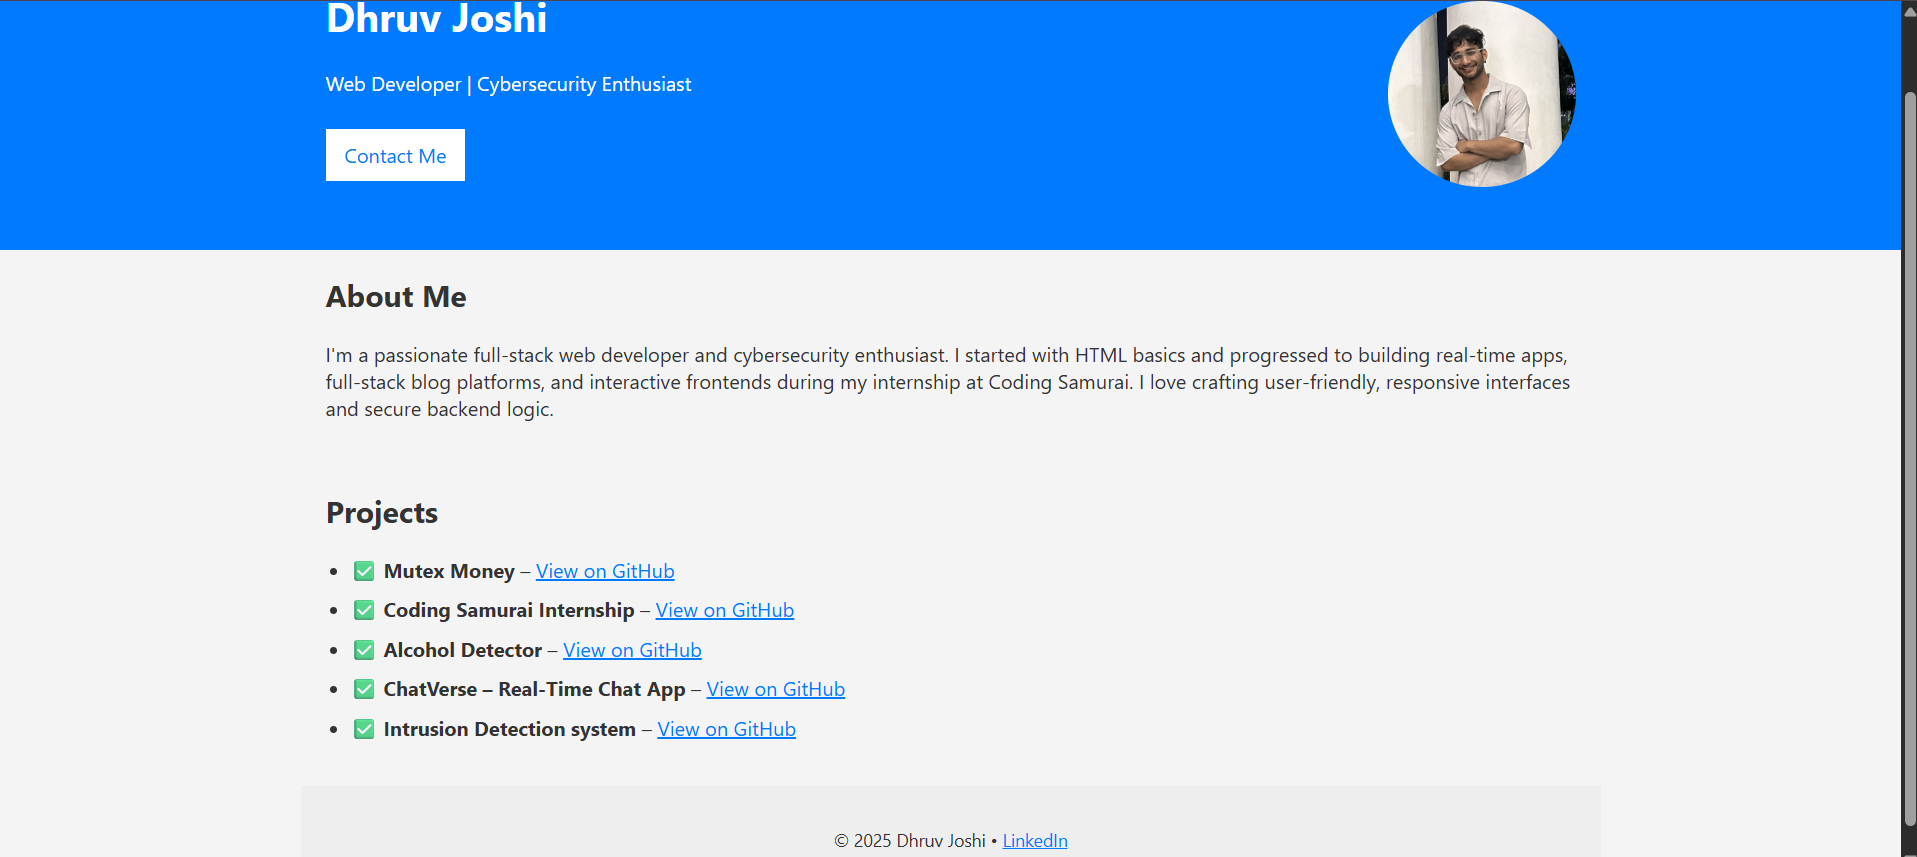 Dhruv Joshi
Web Developer | Cybersecurity Enthusiast
Contact Me
About Me
I'm a passionate full-stack web developer and cybersecurity enthusiast. I started with HTML basics and progressed to building real-time apps,
full-stack blog platforms, and interactive frontends during my internship at Coding Samurai. I love crafting user-friendly, responsive interfaces
and secure backend logic.
Projects
• ✅ Mutex Money – View on GitHub
• ✅ Coding Samurai Internship – View on GitHub
• ✅ Alcohol Detector – View on GitHub
• ✅ ChatVerse – Real-Time Chat App – View on GitHub
• ✅ Intrusion Detection system – View on GitHub
© 2025 Dhruv Joshi • LinkedIn